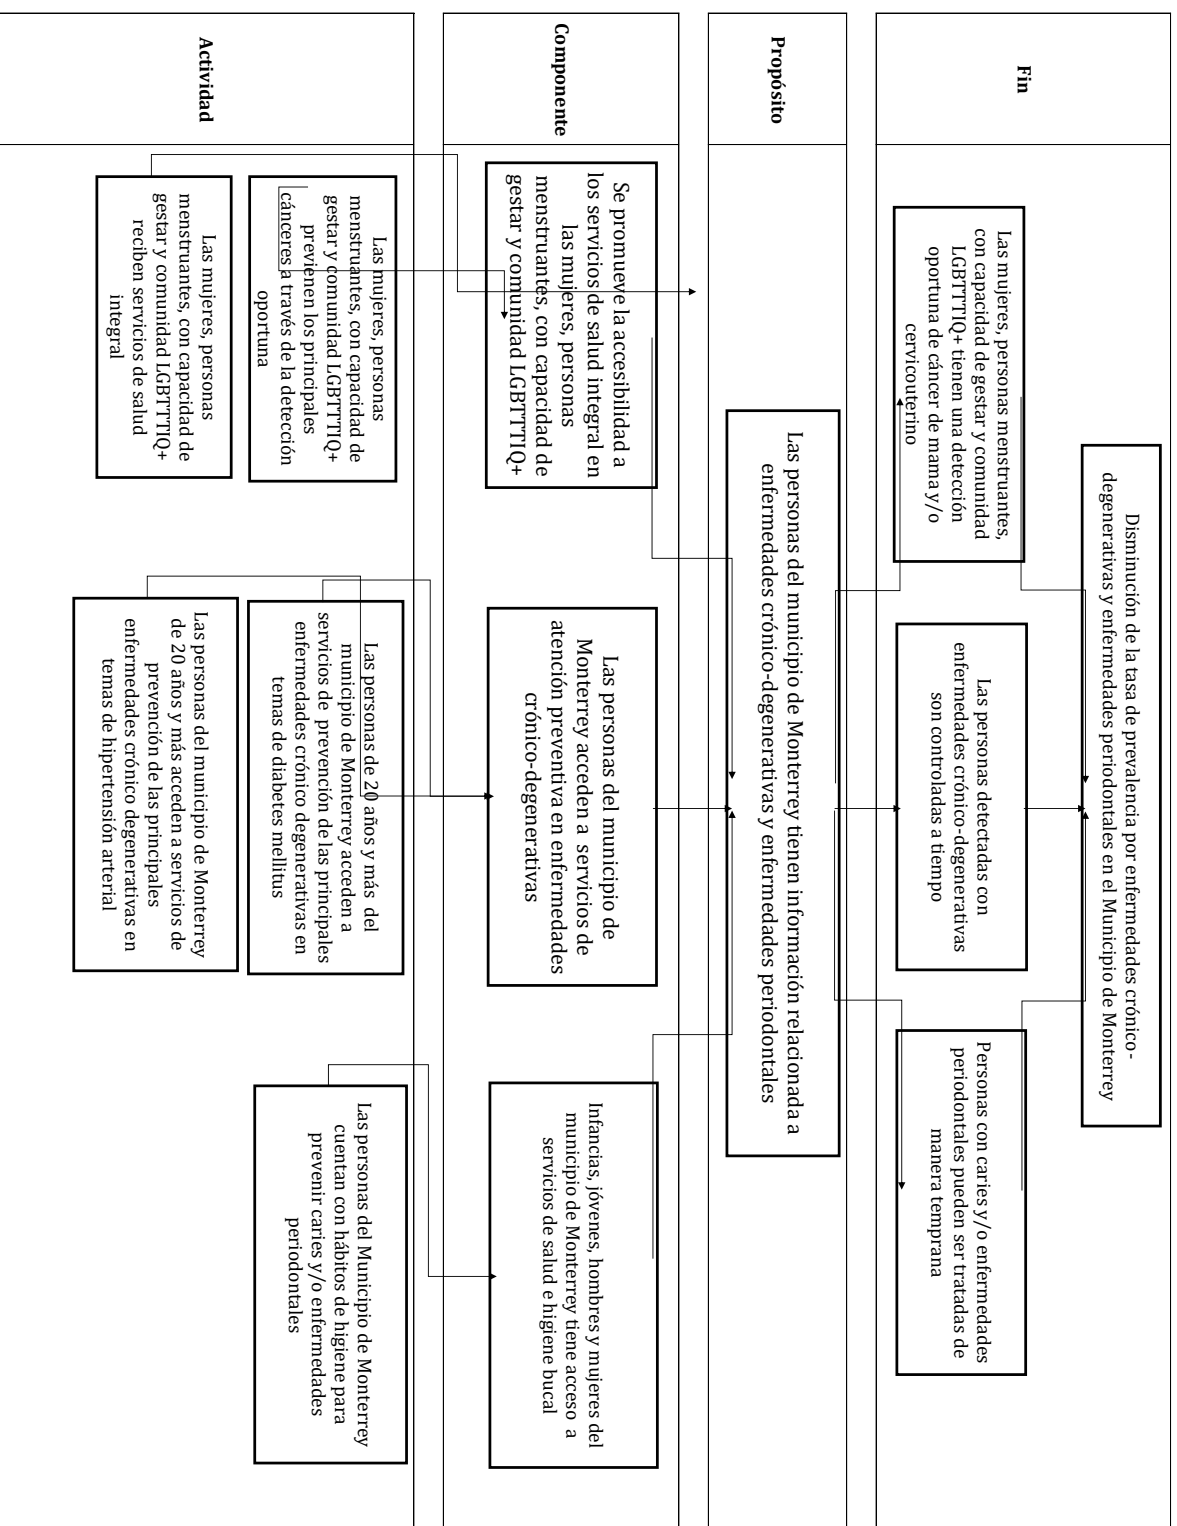 Fin
Disminución de la tasa de prevalencia por enfermedades crónico-
degenerativas y enfermedades periodontales en el Municipio de Monterrey
Las mujeres, personas menstruantes,
con capacidad de gestar y comunidad
LGBTTTIQ+ tienen una detección
oportuna de cáncer de mama y/o
cervicouterino
Las personas detectadas con
enfermedades crónico-degenerativas
son controladas a tiempo
Personas con caries y/o enfermedades
periodontales pueden ser tratadas de
manera temprana
Propósito
Las personas del municipio de Monterrey tienen información relacionada a
enfermedades crónico-degenerativas y enfermedades periodontales
Componente
Se promueve la accesibilidad a
los servicios de salud integral en
las mujeres, personas
menstruantes, con capacidad de
gestar y comunidad LGBTTTIQ+
Las personas del municipio de
Monterrey acceden a servicios de
atención preventiva en enfermedades
crónico-degenerativas
Infancias, jóvenes, hombres y mujeres del
municipio de Monterrey tiene acceso a
servicios de salud e higiene bucal
Actividad
Las mujeres, personas
menstruantes, con capacidad de
gestar y comunidad LGBTTTIQ+
previenen los principales
cánceres a través de la detección
oportuna
Las personas de 20 años y más del
municipio de Monterrey acceden a
servicios de prevención de las principales
enfermedades crónico degenerativas en
temas de diabetes mellitus
Las personas del Municipio de Monterrey
cuentan con hábitos de higiene para
prevenir caries y/o enfermedades
periodontales
Las mujeres, personas
menstruantes, con capacidad de
gestar y comunidad LGBTTTIQ+
reciben servicios de salud
integral
Las personas del municipio de Monterrey
de 20 años y más acceden a servicios de
prevención de las principales
enfermedades crónico degenerativas en
temas de hipertensión arterial